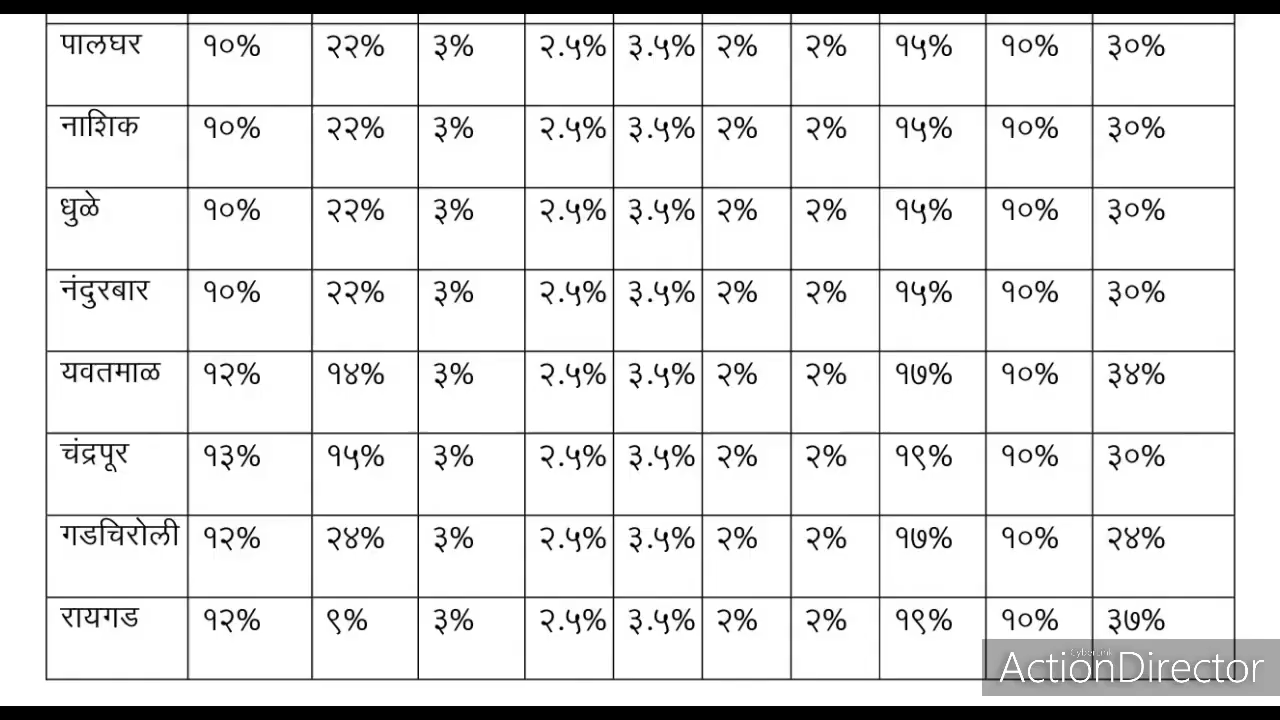 पालघर १०% २२% ३% २.५% ३.५% २% २% १५% १०% ३०%
नाशिक १०% २२% ३% २.५% ३.५% २% २% १५% १०% ३०%
धुळे १०% २२% ३% २.५% ३.५% २% २% १५% १०% ३०%
नंदुरबार १०% २२% ३% २.५% ३.५% २% २% १५% १०% ३०%
यवतमाळ १२% १४% ३% २.५% ३.५% २% २% १७% १०% ३४%
चंद्रपूर १३% १५% ३% २.५% ३.५% २% २% १९% १०% ३०%
गडचिरोली १२% २४% ३% २.५% ३.५% २% २% १७% १०% २४%
रायगड १२% ९% ३% २.५% ३.५% २% २% १९% १०% ३७%
CyberLink
ActionDirector